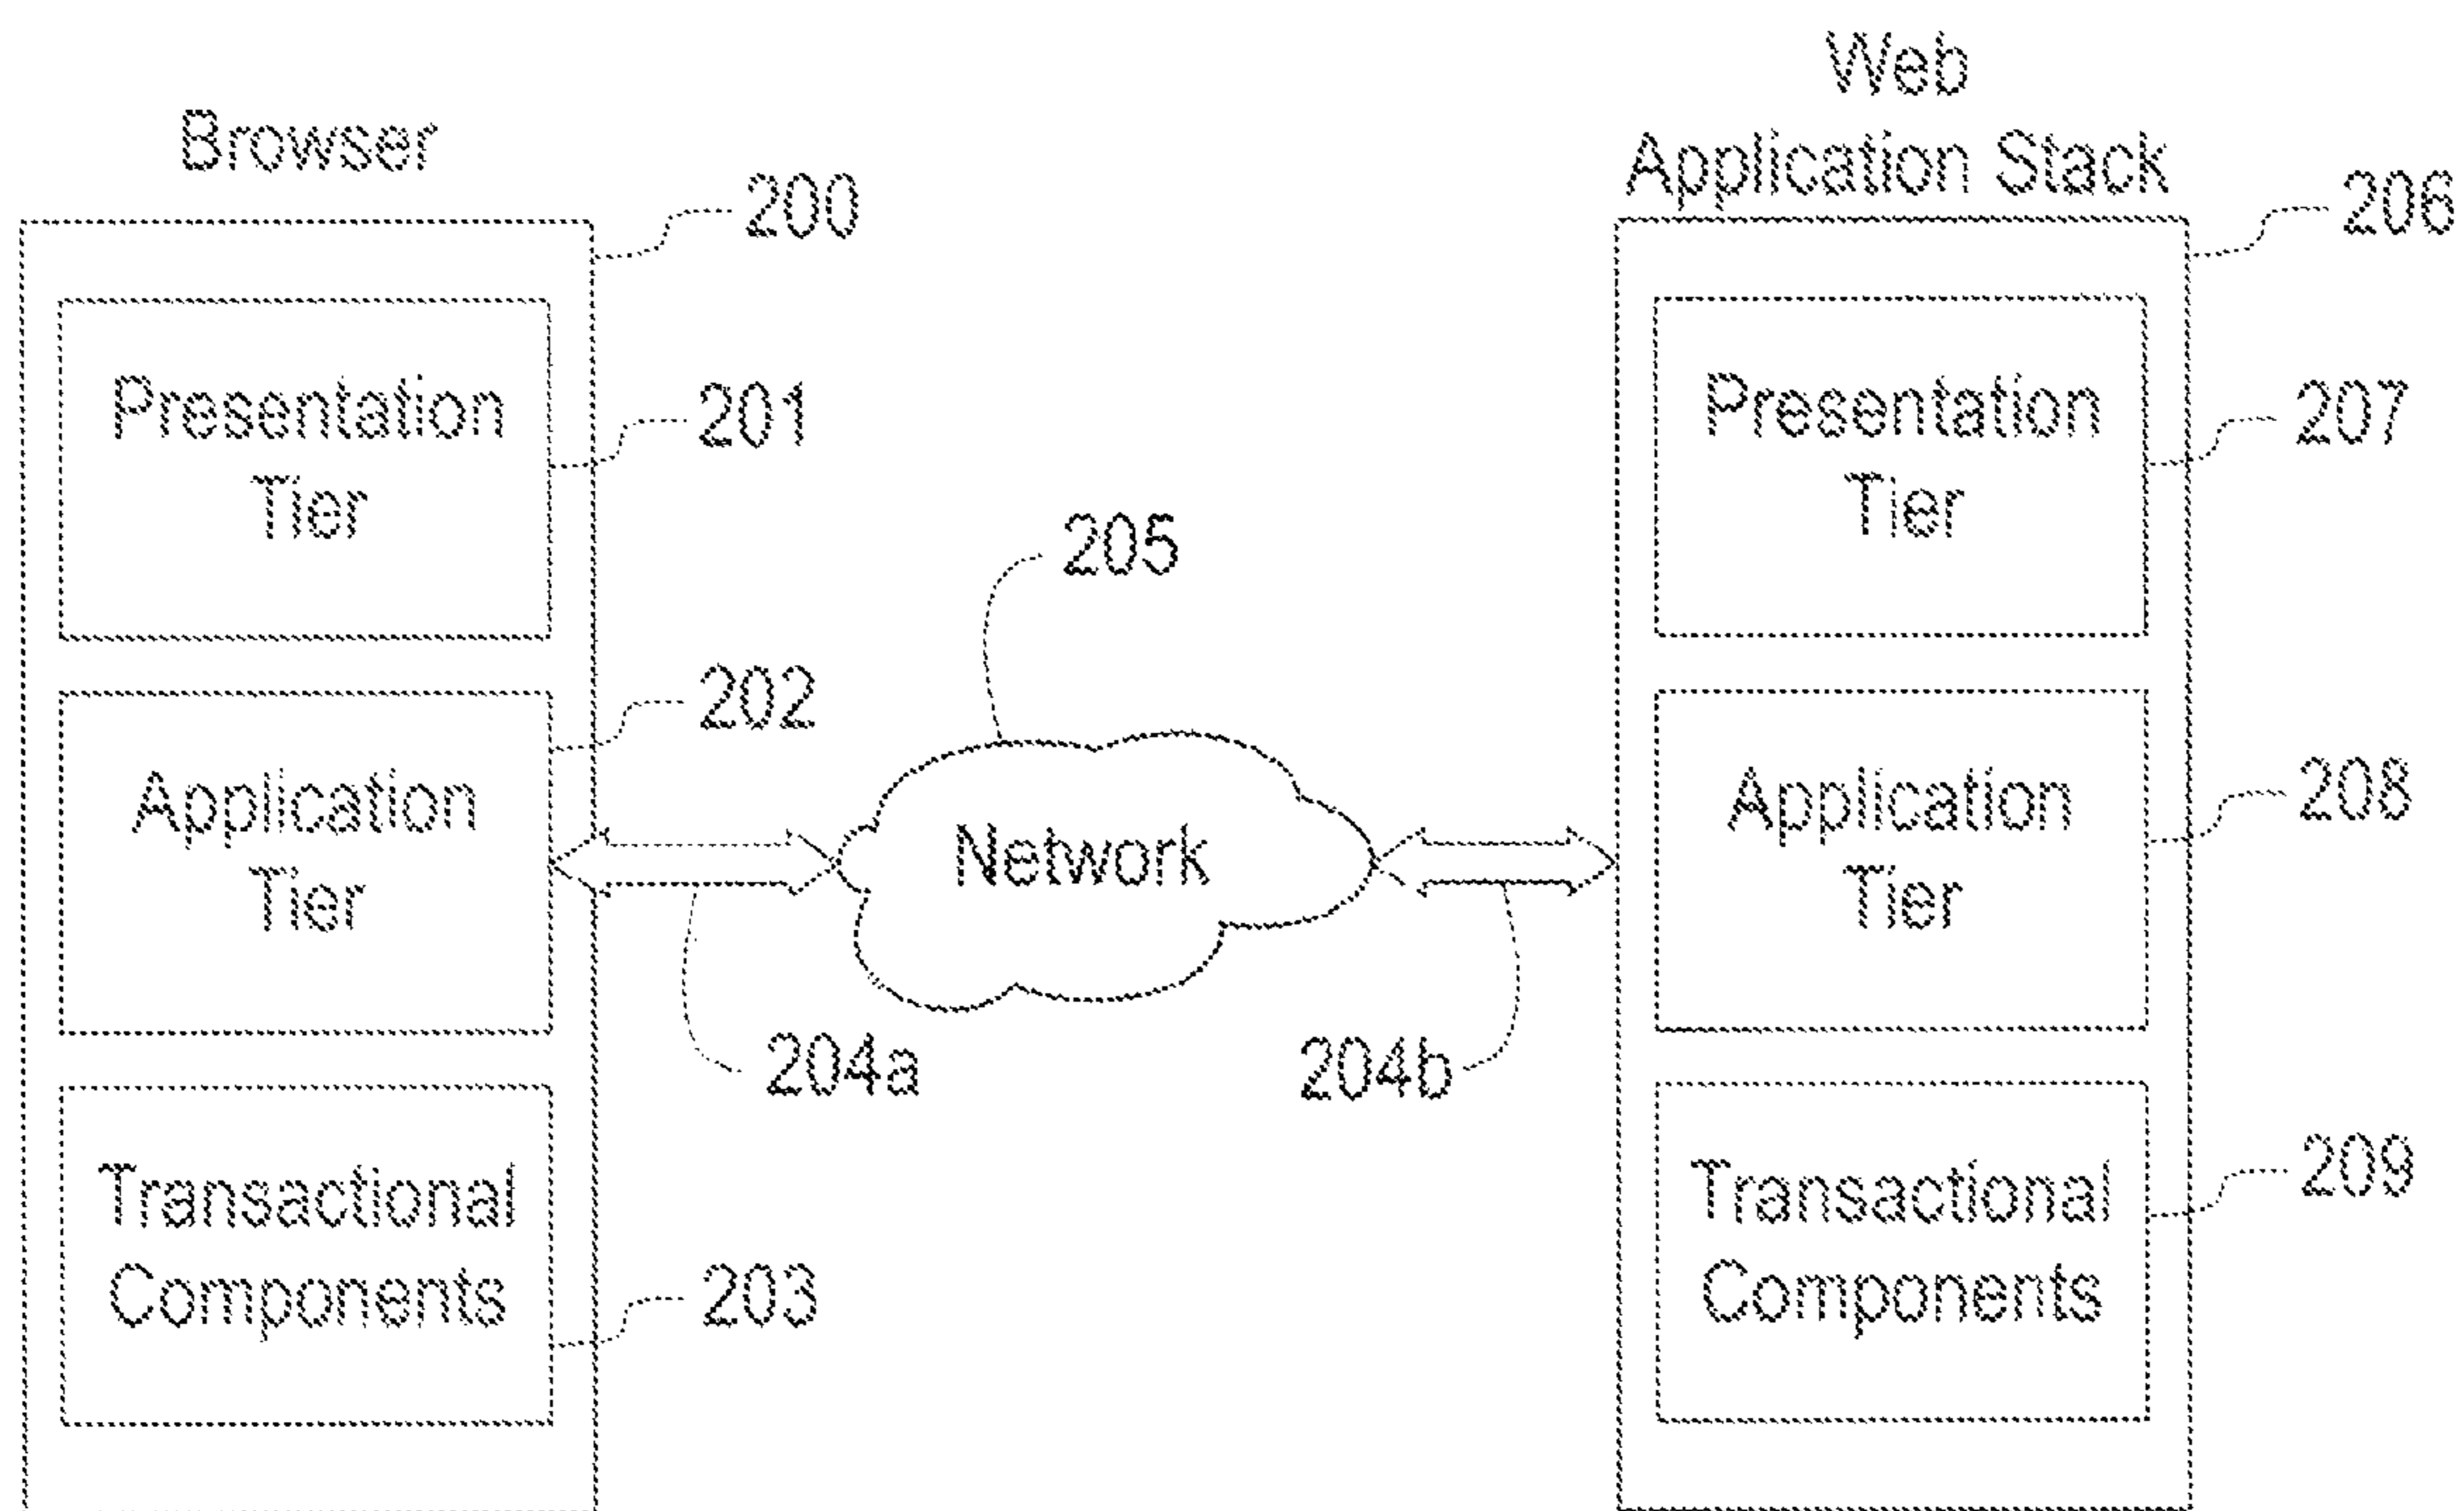 Browser
200
Presentation
Tier
201
Application
Tier
202
Transactional
Components
203
204a
205
Network
204b
Web
Application Stack
206
Presentation
Tier
207
Application
Tier
208
Transactional
Components
209